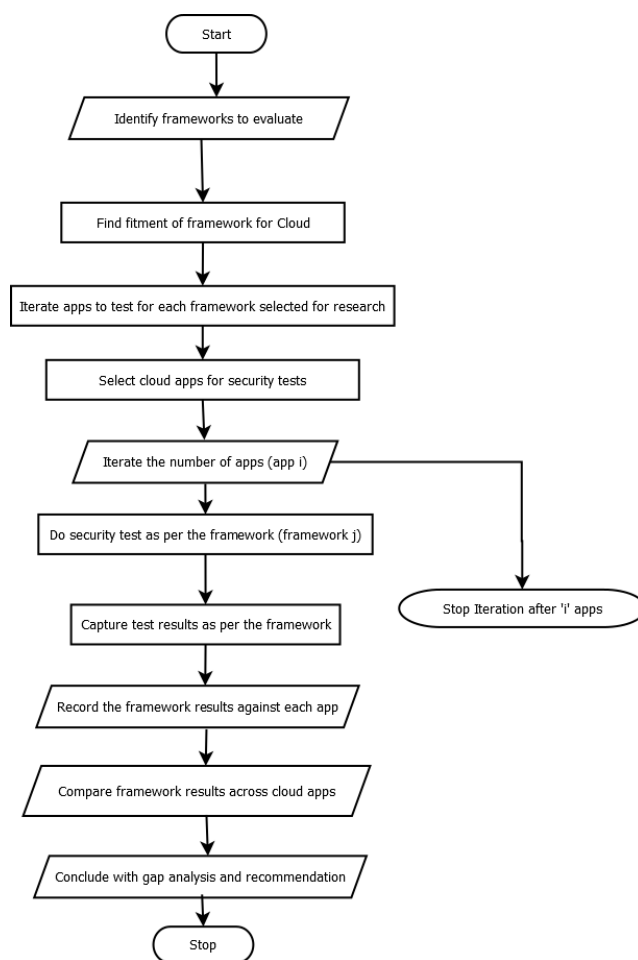 Start
Identify frameworks to evaluate
Find fitment of framework for Cloud
Iterate apps to test for each framework selected for research
Select cloud apps for security tests
Iterate the number of apps (app i)
Do security test as per the framework (framework j)
Stop Iteration after 'i' apps
Capture test results as per the framework
Record the framework results against each app
Compare framework results across cloud apps
Conclude with gap analysis and recommendation
Stop